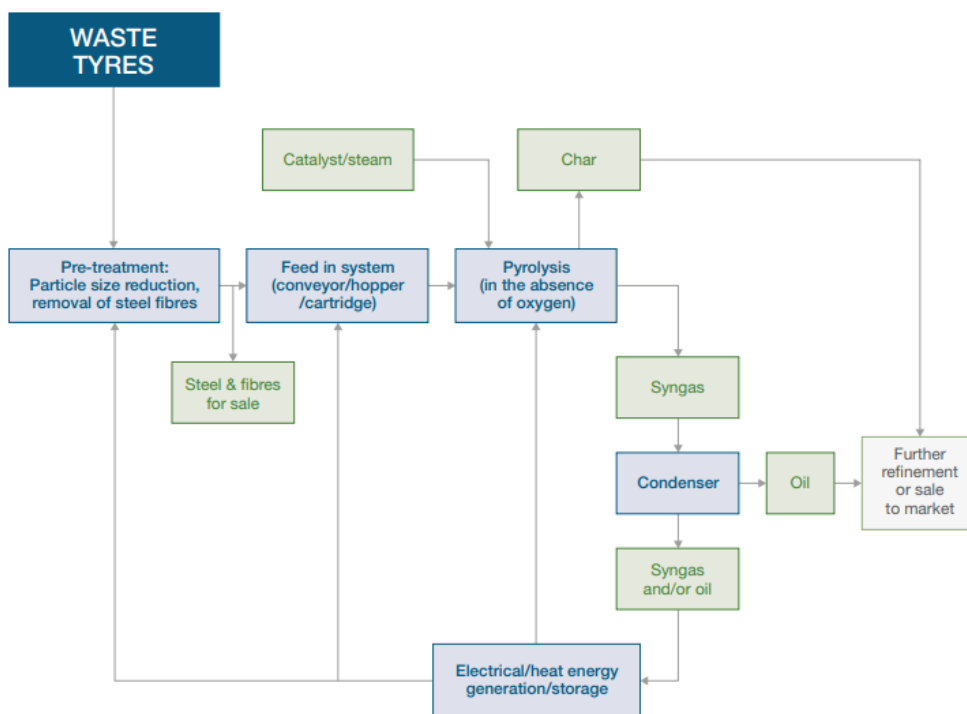 WASTE
TYRES
Catalyst/steam
Char
Pre-treatment:
Particle size reduction,
removal of steel fibres
Feed in system
(conveyor/hopper
/cartridge)
Pyrolysis
(in the absence
of oxygen)
Steel & fibres
for sale
Syngas
Condenser
Oil
Further
refinement
or sale
to market
Syngas
and/or oil
Electrical/heat energy
generation/storage